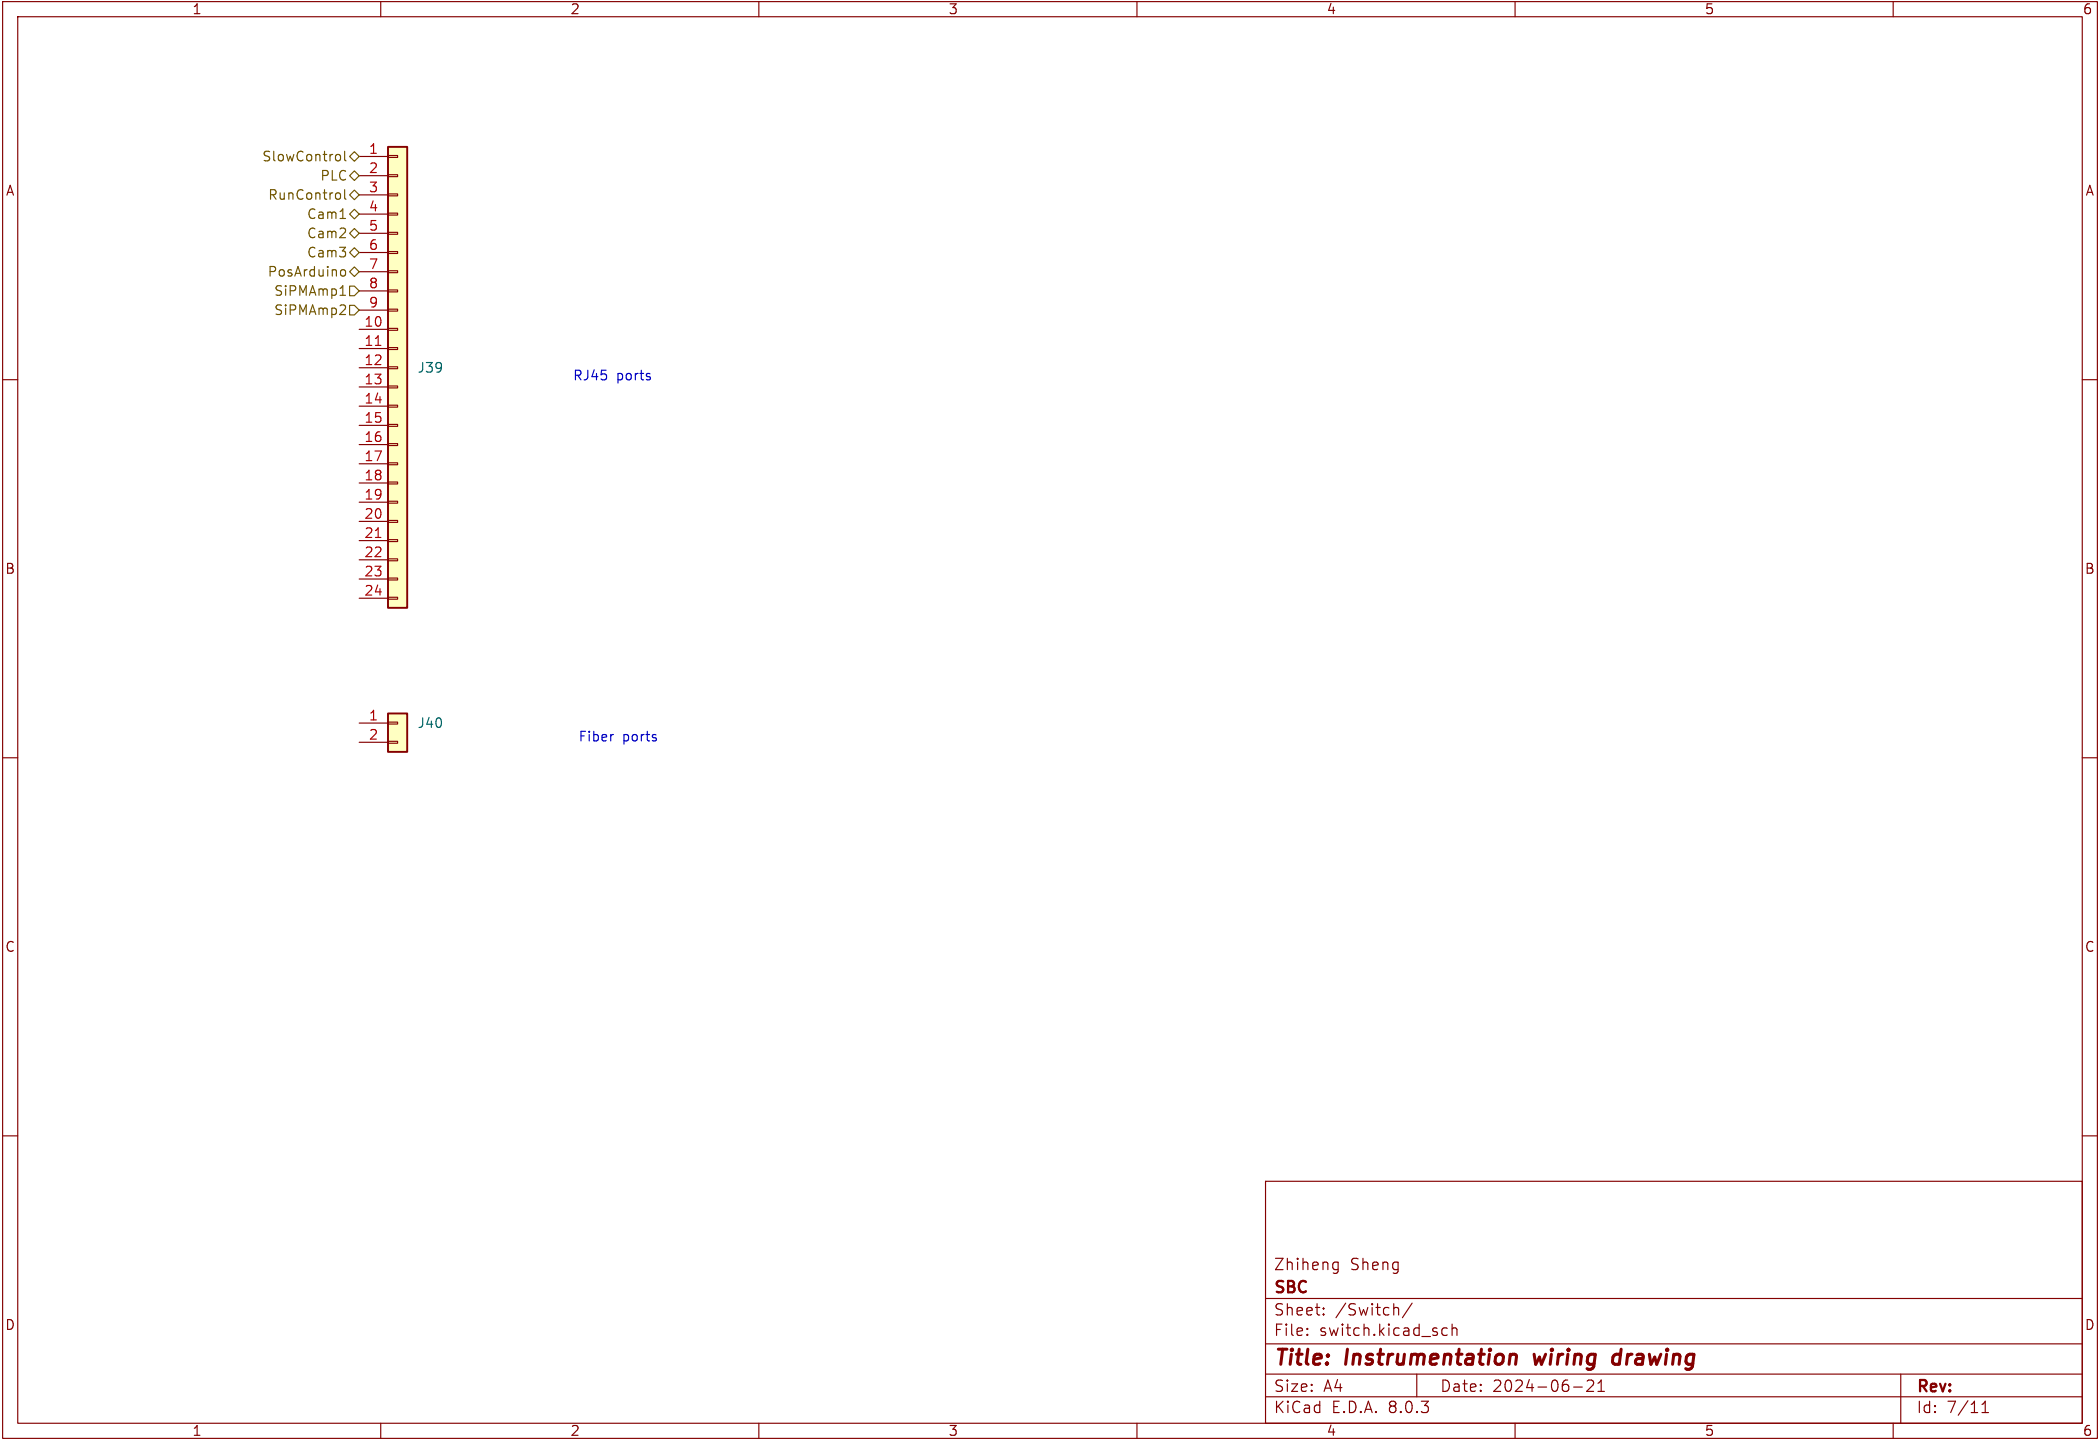 1 2 3 4 5 6
SlowControl 1
PLC 2
RunControl 3
A A
Cam1 4
Cam2 5
Cam3 6
PosArduino 7
SiPMAmp1 8
SiPMAmp2 9
10
11
12 J39
RJ45 ports
13
14
15
16
17
18
19
20
21
22
B B
23
24
1 J40
2 Fiber ports
C C
Zhiheng Sheng
SBC
Sheet: /Switch/
D D
File: switch.kicad_sch
Title: Instrumentation wiring drawing
Size: A4 Date: 2024-06-21 Rev:
KiCad E.D.A. 8.0.3 Id: 7/11
1 2 3 4 5 6